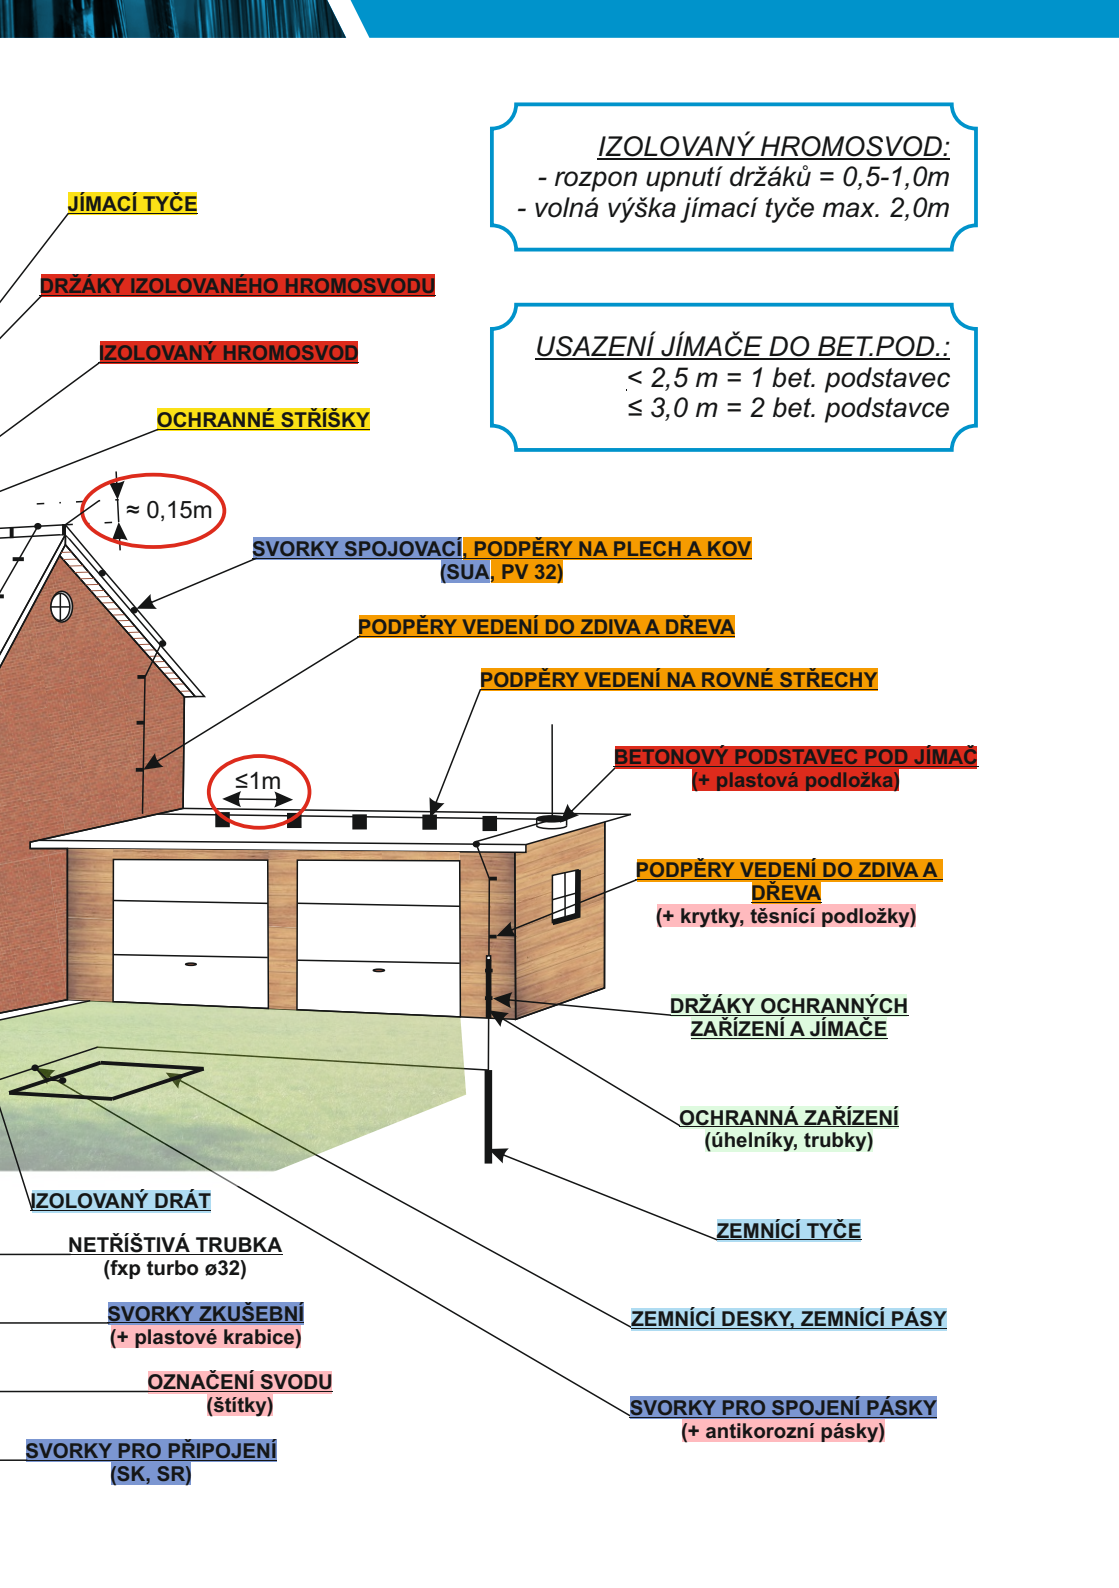 IZOLOVANÝ HROMOSVOD:
- rozpon upnutí držáků = 0,5-1,0m
- volná výška jímací tyče max. 2,0m
JÍMACÍ TYČE
DRŽÁKY IZOLOVANÉHO HROMOSVODU
IZOLOVANÝ HROMOSVOD
USAZENÍ JÍMAČE DO BET.POD.:
< 2,5 m = 1 bet. podstavec
≤ 3,0 m = 2 bet. podstavce
OCHRANNÉ STŘÍŠKY
≈ 0,15m
SVORKY SPOJOVACÍ, PODPĚRY NA PLECH A KOV
(SUA, PV 32)
PODPĚRY VEDENÍ DO ZDIVA A DŘEVA
PODPĚRY VEDENÍ NA ROVNÉ STŘECHY
BETONOVÝ PODSTAVEC POD JÍMAČ
(+ plastová podložka)
≤1m
PODPĚRY VEDENÍ DO ZDIVA A
DŘEVA
(+ krytky, těsnící podložky)
DRŽÁKY OCHRANNÝCH
ZAŘÍZENÍ A JÍMAČE
OCHRANNÁ ZAŘÍZENÍ
(úhelníky, trubky)
IZOLOVANÝ DRÁT
ZEMNÍCÍ TYČE
NETŘÍŠTIVÁ TRUBKA
(fxp turbo ø32)
SVORKY ZKUŠEBNÍ
(+ plastové krabice)
ZEMNÍCÍ DESKY, ZEMNÍCÍ PÁSY
OZNAČENÍ SVODU
(štítky)
SVORKY PRO SPOJENÍ PÁSKY
(+ antikorozní pásky)
SVORKY PRO PŘIPOJENÍ
(SK, SR)